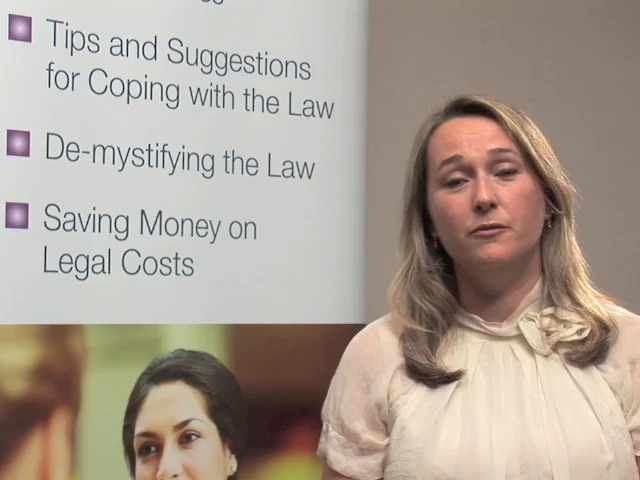 Tips and Suggestions
for Coping with the Law
De-mystifying the Law
Saving Money on
Legal Costs